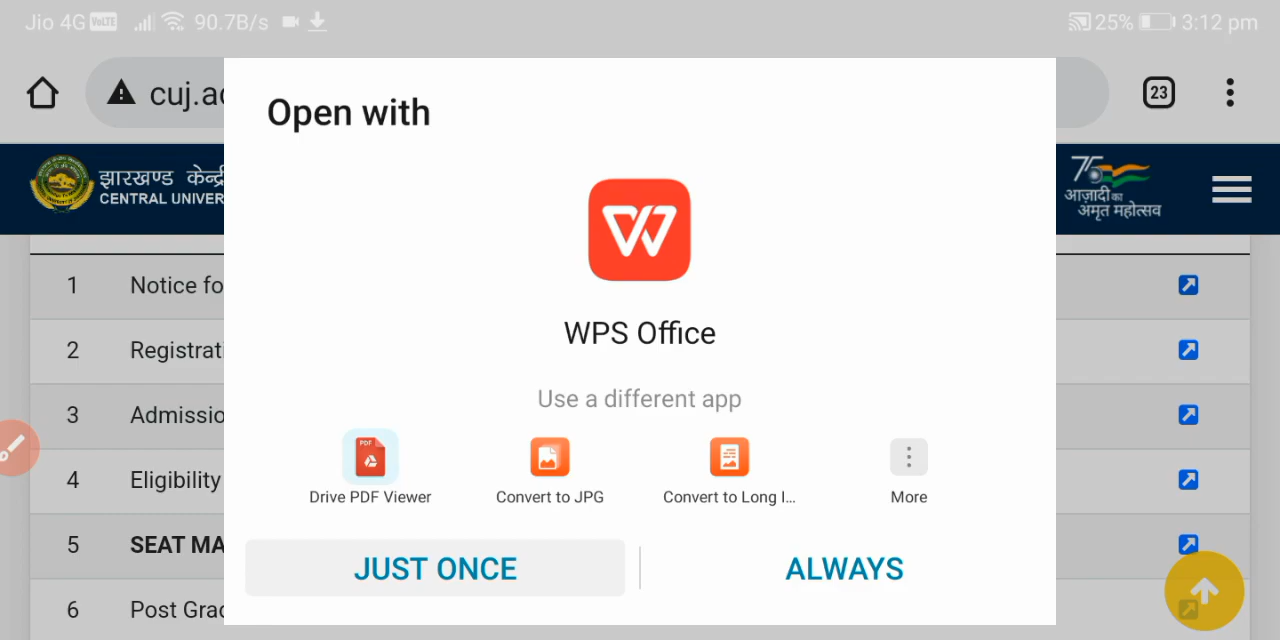 Jio 4G VoLTE 90.7B/s 25% 3:12 pm
cuj.ac
23
Open with
झारखण्ड केन्द्री
CENTRAL UNIVER
75
आज़ादी का
अमृत महोत्सव
W
WPS Office
Use a different app
PDF
Drive PDF Viewer
Convert to JPG
Convert to Long I...
More
JUST ONCE
ALWAYS
1 Notice fo
2 Registrati
3 Admissio
4 Eligibility
5 SEAT MA
6 Post Grad